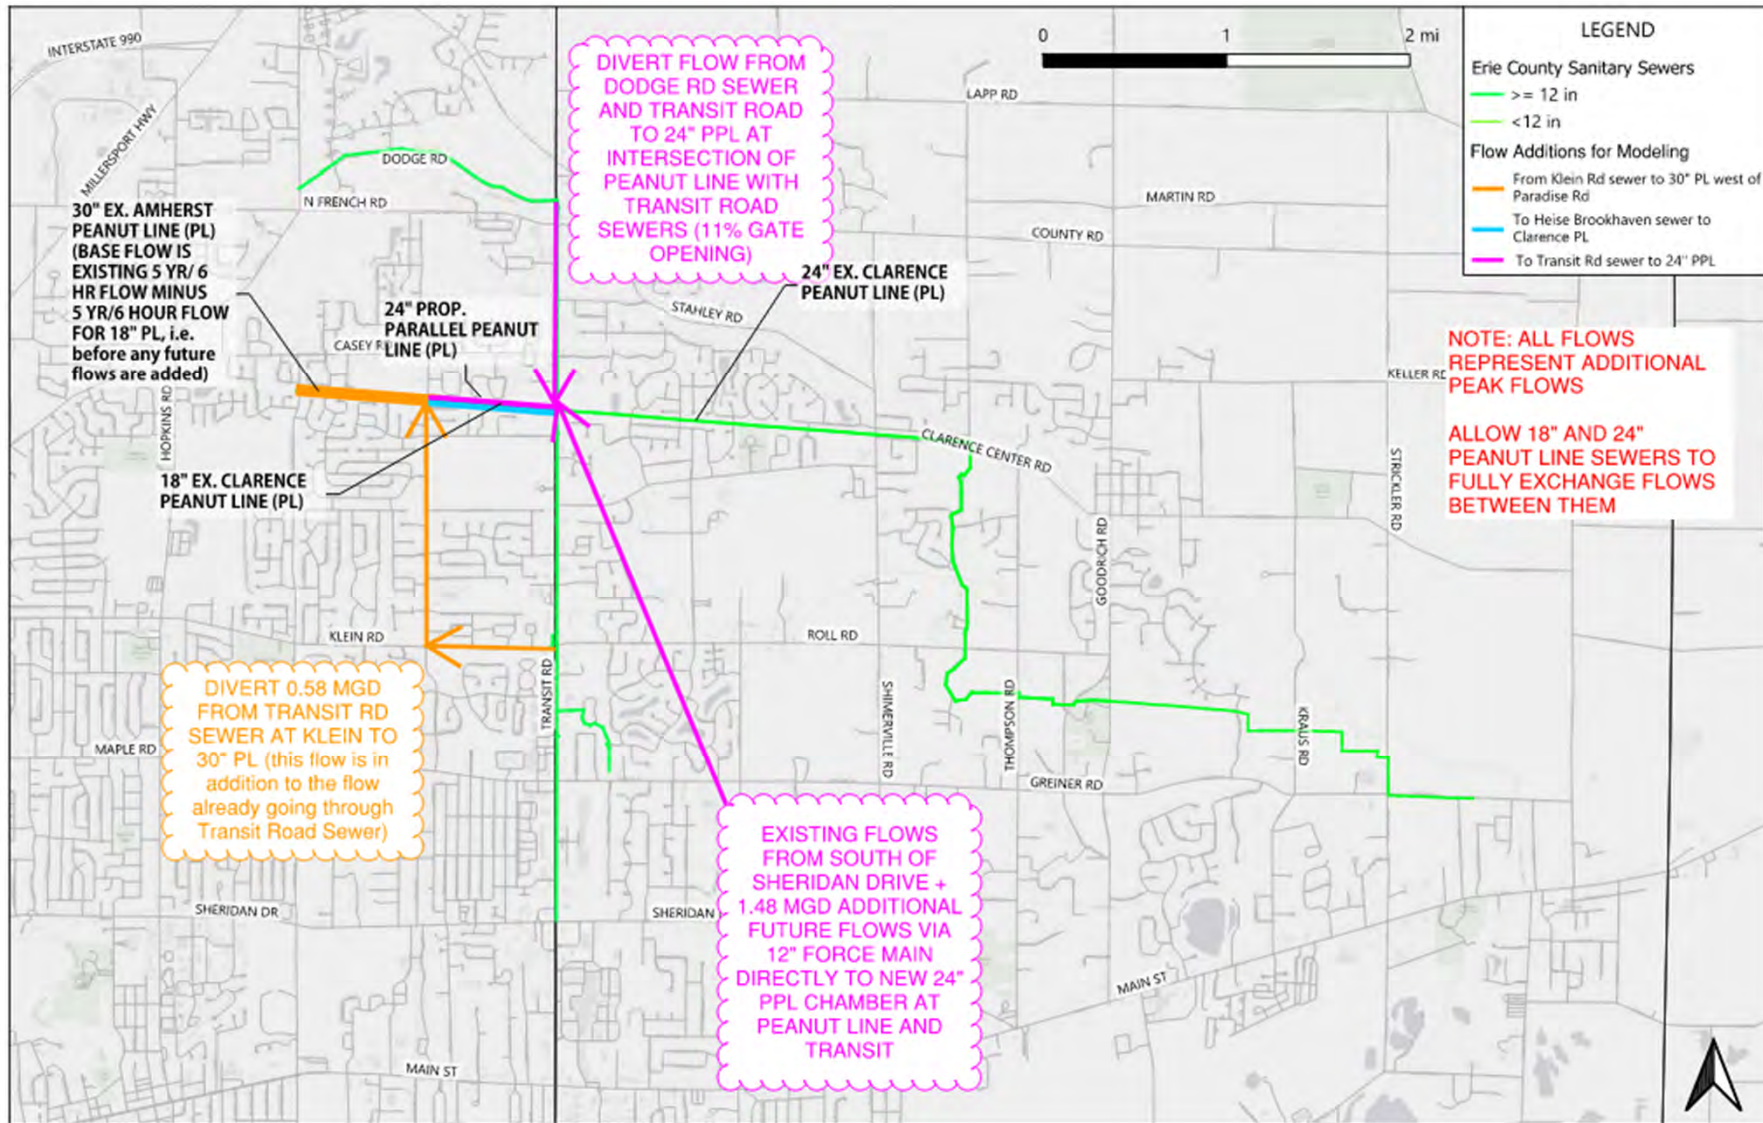 INTERSTATE 990
MILLERSPORT HWY
DODGE RD
N FRENCH RD
30" EX. AMHERST
PEANUT LINE (PL)
(BASE FLOW IS
EXISTING 5 YR/ 6
HR FLOW MINUS
5 YR/6 HOUR FLOW
FOR 18" PL, i.e.
before any future
flows are added)
DIVERT FLOW FROM
DODGE RD SEWER
AND TRANSIT ROAD
TO 24" PPL AT
INTERSECTION OF
PEANUT LINE WITH
TRANSIT ROAD
SEWERS (11% GATE
OPENING)
0 1 2 mi
LEGEND
Erie County Sanitary Sewers
>= 12 in
<12 in
Flow Additions for Modeling
From Klein Rd sewer to 30" PL west of
Paradise Rd
To Heise Brookhaven sewer to
Clarence PL
To Transit Rd sewer to 24" PPL
LAPP RD
MARTIN RD
COUNTY RD
24" EX. CLARENCE
PEANUT LINE (PL)
24" PROP.
PARALLEL PEANUT
LINE (PL)
STAHLEY RD
CASEY RD
KELLER RD
NOTE: ALL FLOWS
REPRESENT ADDITIONAL
PEAK FLOWS
ALLOW 18" AND 24"
PEANUT LINE SEWERS TO
FULLY EXCHANGE FLOWS
BETWEEN THEM
HOPKINS RD
CLARENCE CENTER RD
STRICKLER RD
18" EX. CLARENCE
PEANUT LINE (PL)
GOODRICH RD
KLEIN RD
ROLL RD
TRANSIT RD
SHIMERVILLE RD
THOMPSON RD
KRAUS RD
DIVERT 0.58 MGD
FROM TRANSIT RD
SEWER AT KLEIN TO
30" PL (this flow is in
addition to the flow
already going through
Transit Road Sewer)
MAPLE RD
GREINER RD
EXISTING FLOWS
FROM SOUTH OF
SHERIDAN DRIVE +
1.48 MGD ADDITIONAL
FUTURE FLOWS VIA
12" FORCE MAIN
DIRECTLY TO NEW 24"
PPL CHAMBER AT
PEANUT LINE AND
TRANSIT
SHERIDAN DR
SHERIDAN
MAIN ST
MAIN ST